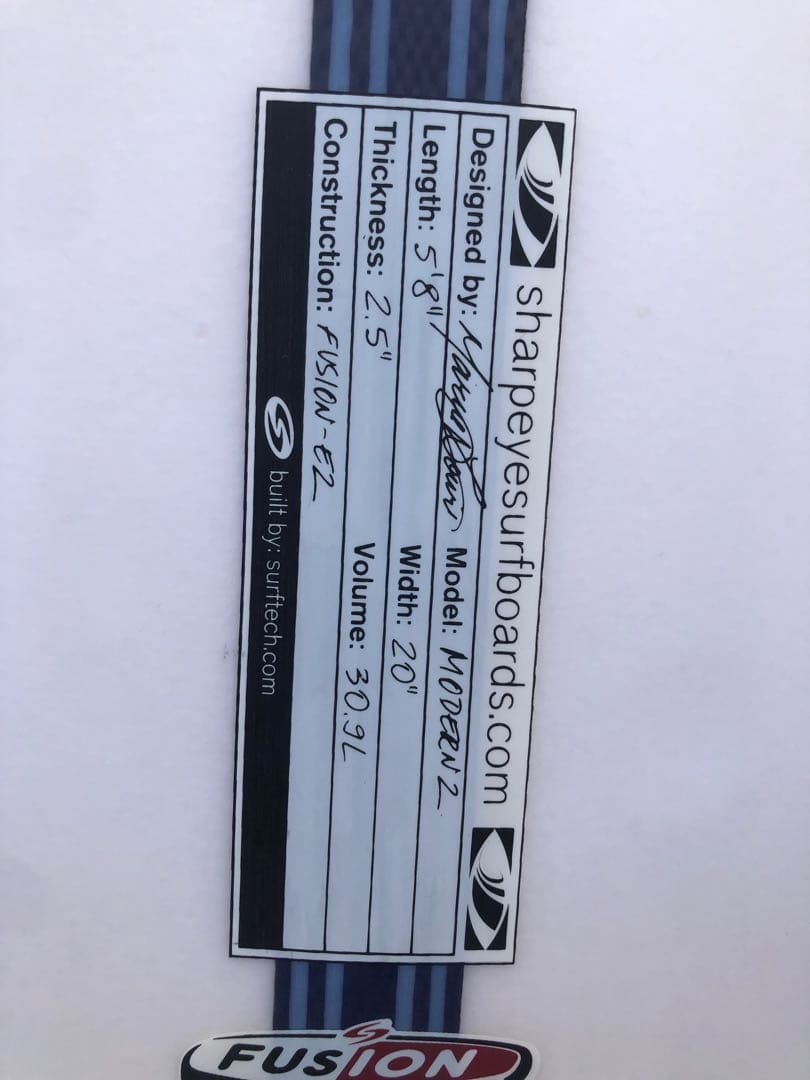 sharpeyesurfboards.com
Designed by: Model: MODERN 2
Length: 5'8" Width: 20"
Thickness: 2.5" Volume: 30.9L
Construction: FUSION-E2
built by: surftech.com
FUSION